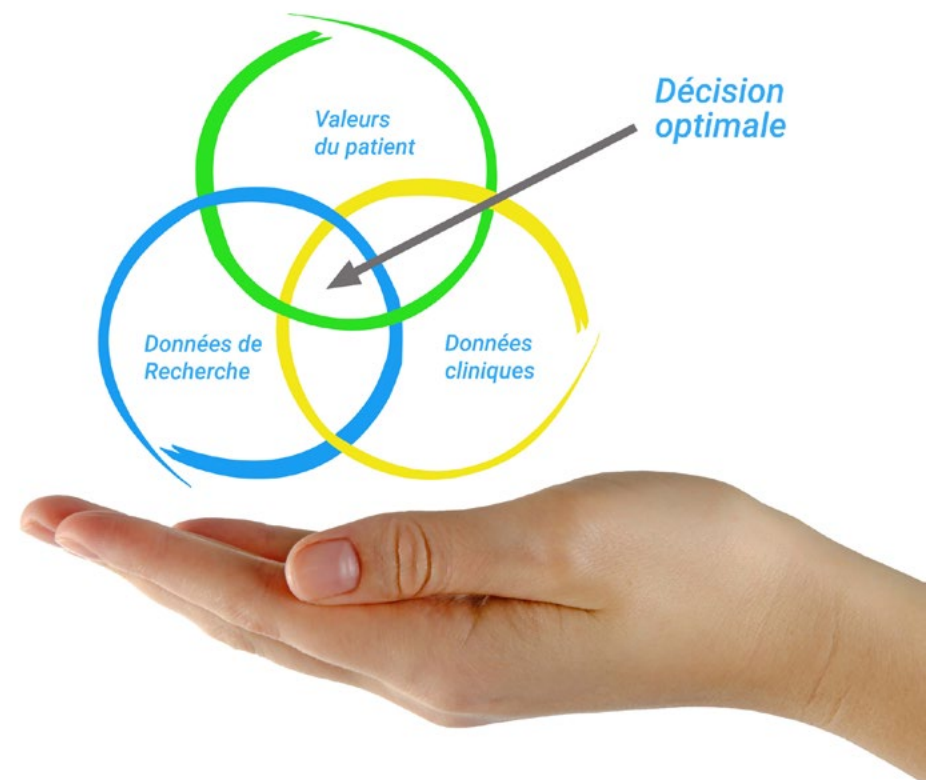 Valeurs
du patient
Décision
optimale
Données de
Recherche
Données
cliniques